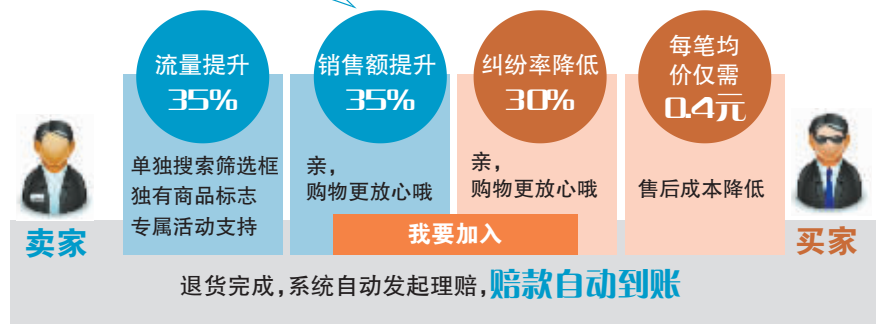 流量提升
35%
单独搜索筛选框
独有商品标志
专属活动支持
销售额提升
35%
亲，
购物更放心哦
纠纷率降低
30%
亲，
购物更放心哦
每笔均
价仅需
0.4元
售后成本降低
卖家
我要加入
买家
退货完成，系统自动发起理赔，赔款自动到账